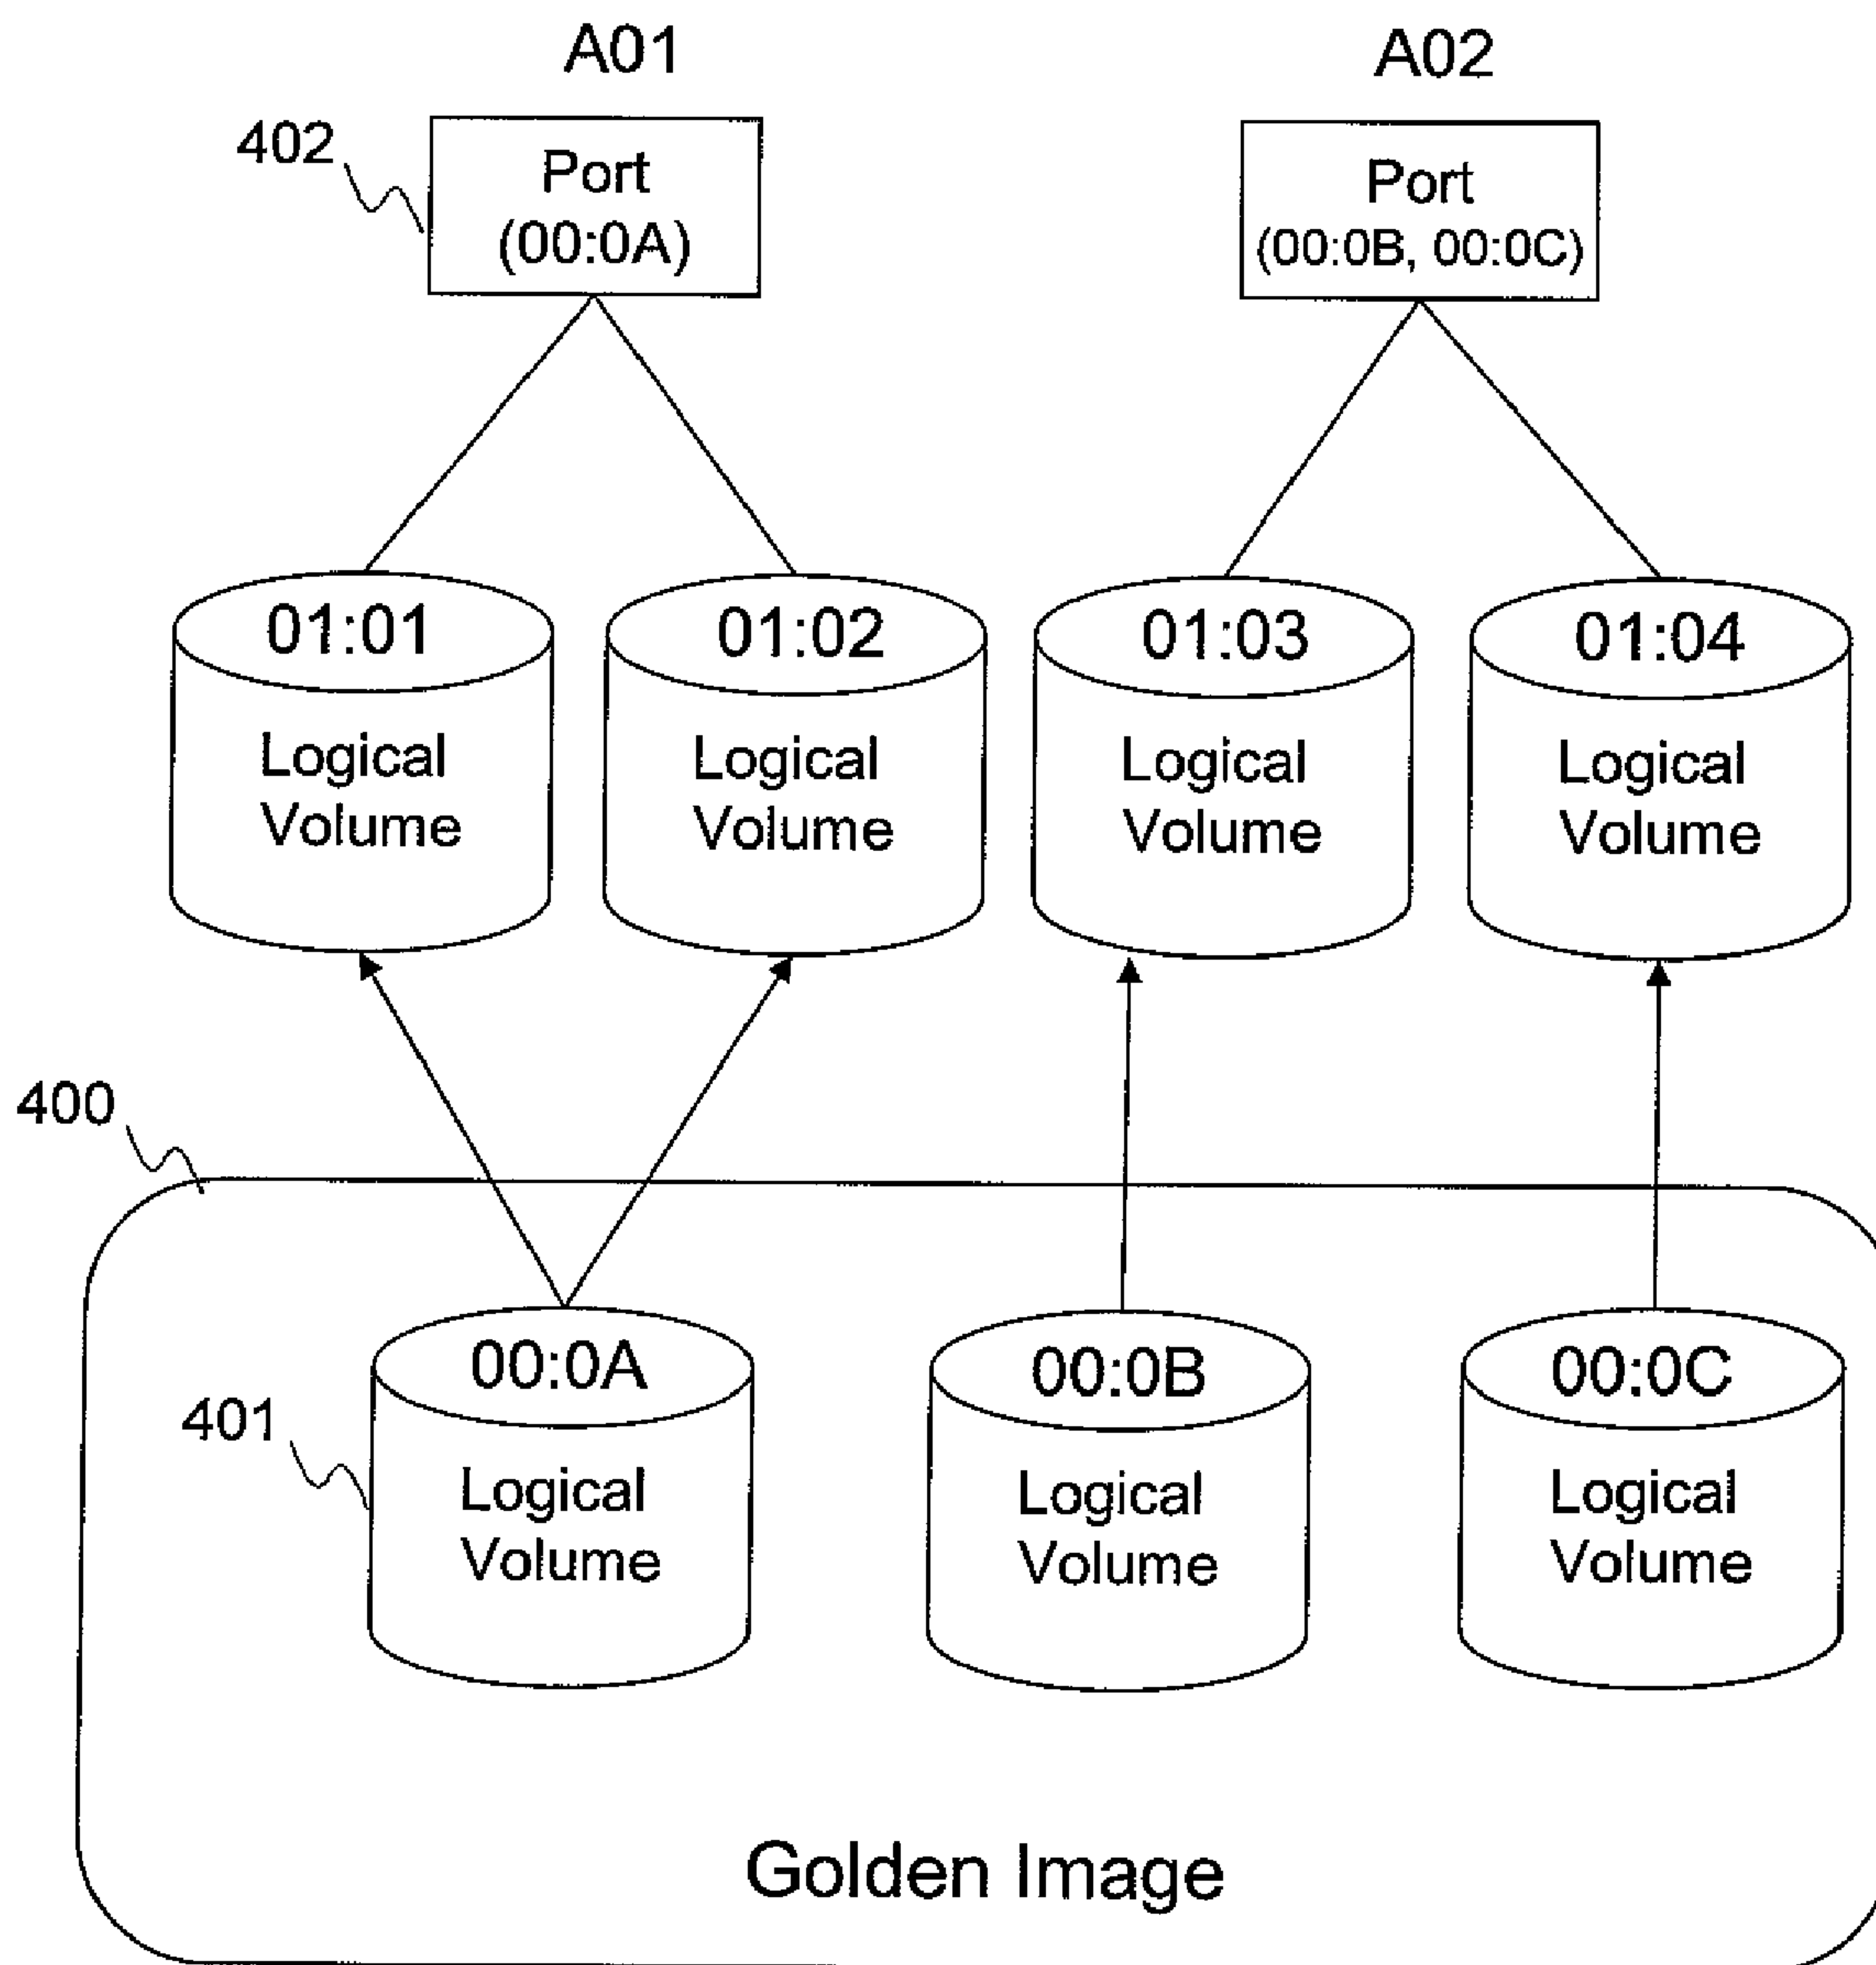 A01
A02
402
Port
(00:0A)
Port
(00:0B, 00:0C)
01:01
Logical
Volume
01:02
Logical
Volume
01:03
Logical
Volume
01:04
Logical
Volume
400
401
00:0A
Logical
Volume
00:0B
Logical
Volume
00:0C
Logical
Volume
Golden Image